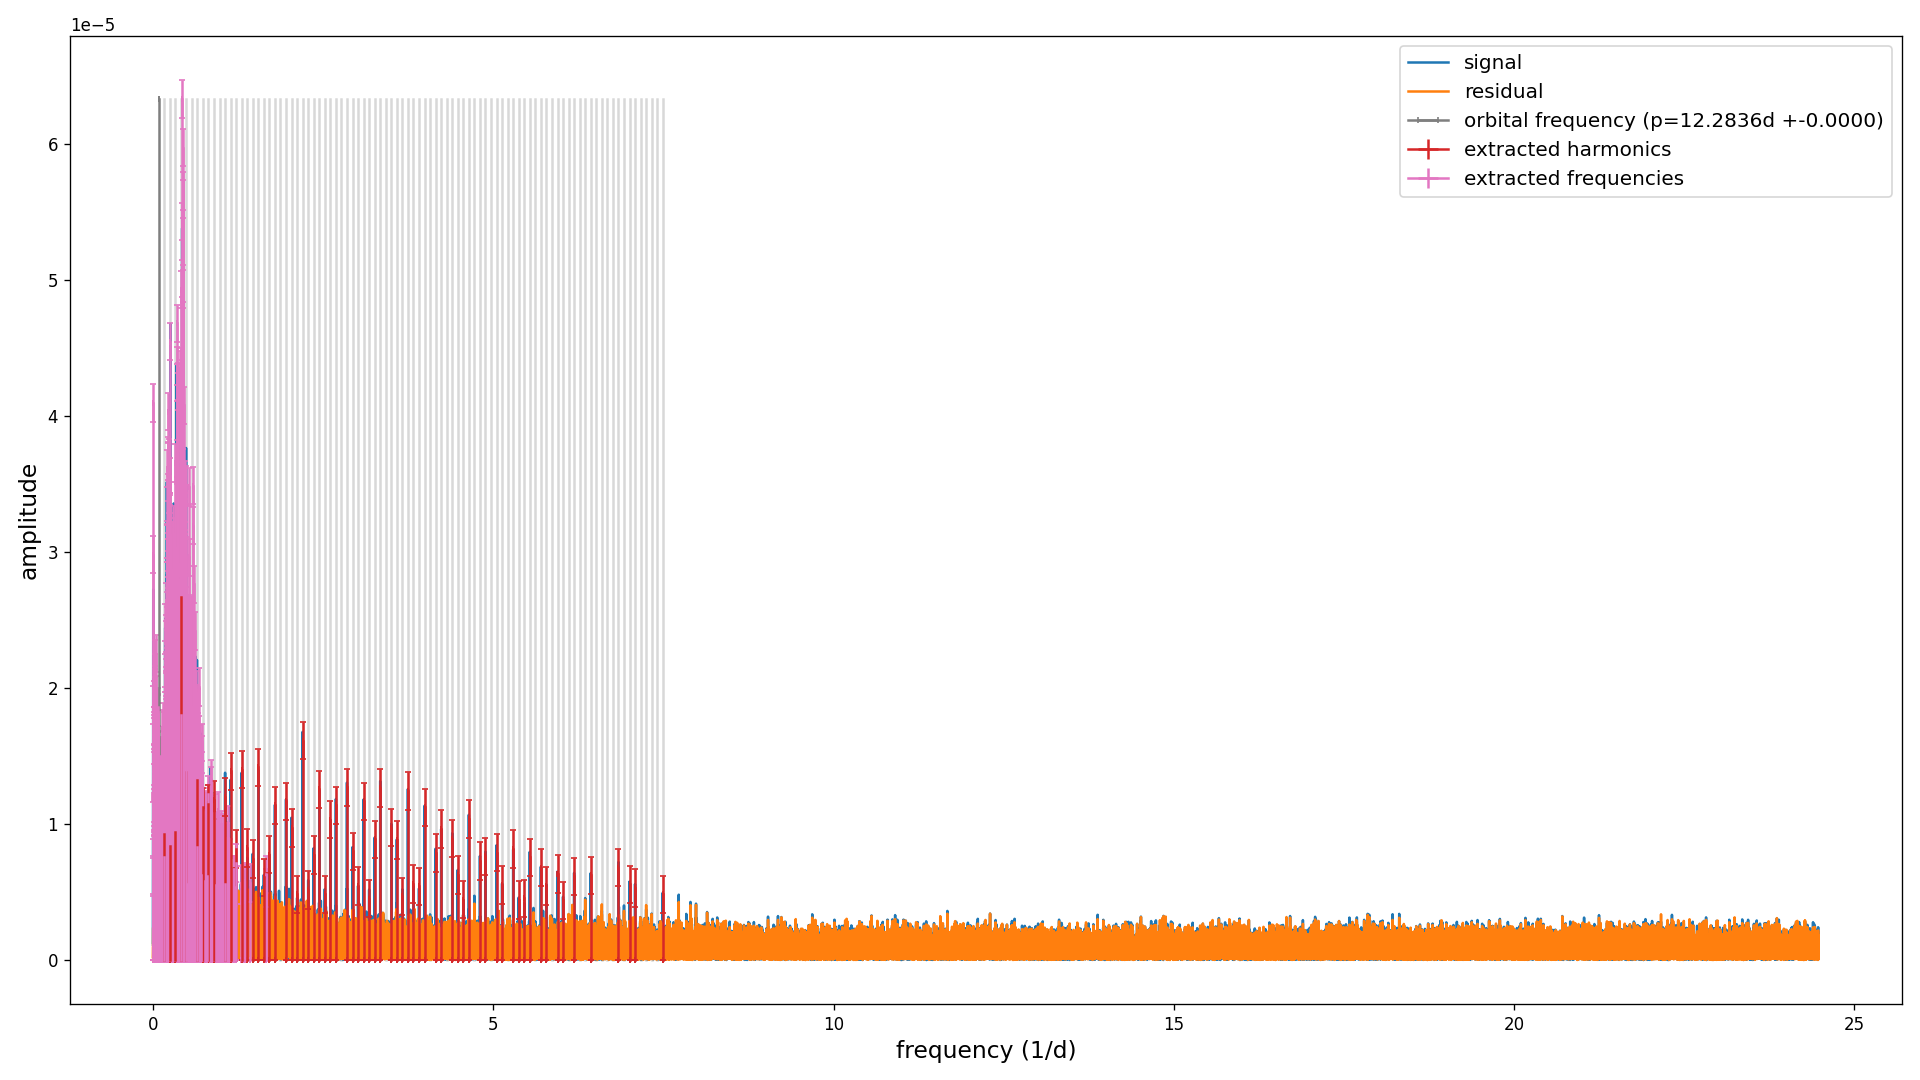 1e−5
signal
residual
orbital frequency (p=12.2836d +-0.0000)
extracted harmonics
extracted frequencies
6
5
4
3
2
1
0
amplitude
0 5 10 15 20 25
frequency (1/d)